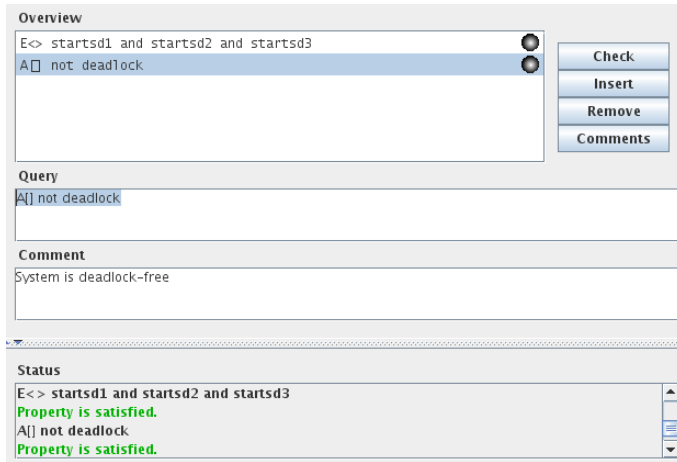 Overview
E<> startsd1 and startsd2 and startsd3
A[] not deadlock
Check
Insert
Remove
Comments
Query
A[] not deadlock
Comment
System is deadlock-free
Status
E<> startsd1 and startsd2 and startsd3
Property is satisfied.
A[] not deadlock
Property is satisfied.